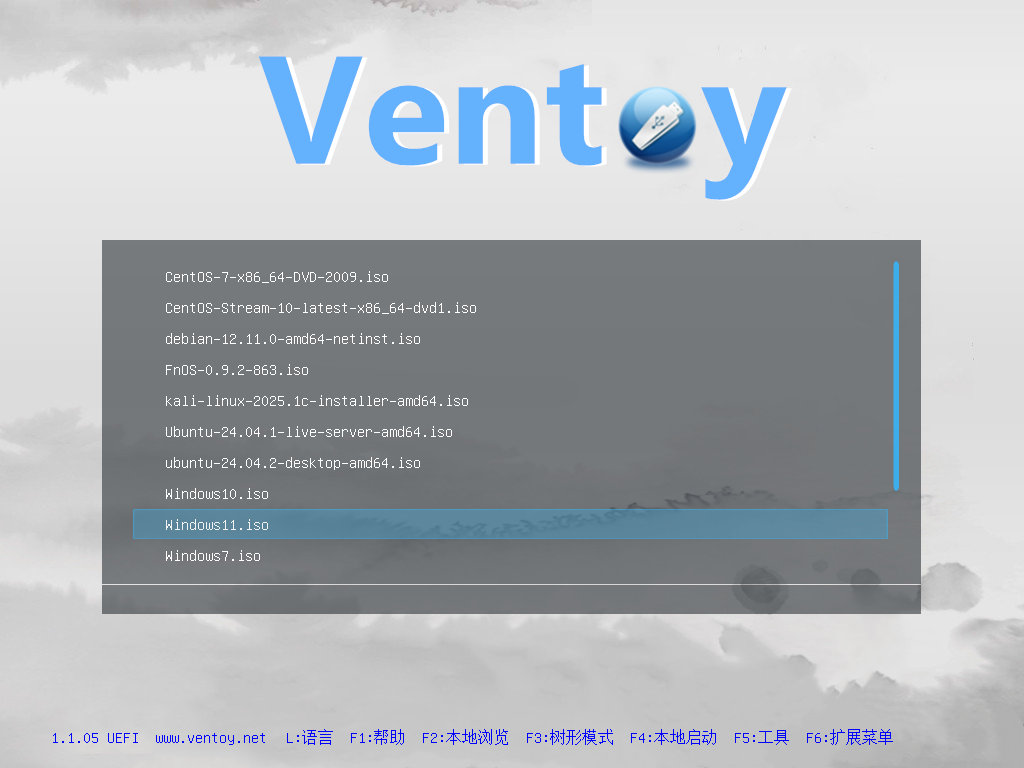 Ventoy
CentOS-7-x86_64-DVD-2009.iso
CentOS-Stream-10-latest-x86_64-dvd1.iso
debian-12.11.0-amd64-netinst.iso
FnOS-0.9.2-863.iso
kali-linux-2025.1c-installer-amd64.iso
Ubuntu-24.04.1-live-server-amd64.iso
ubuntu-24.04.2-desktop-amd64.iso
Windows10.iso
Windows11.iso
Windows7.iso
1.1.05 UEFI www.ventoy.net L:语言 F1:帮助 F2:本地浏览 F3:树形模式 F4:本地启动 F5:工具 F6:扩展菜单